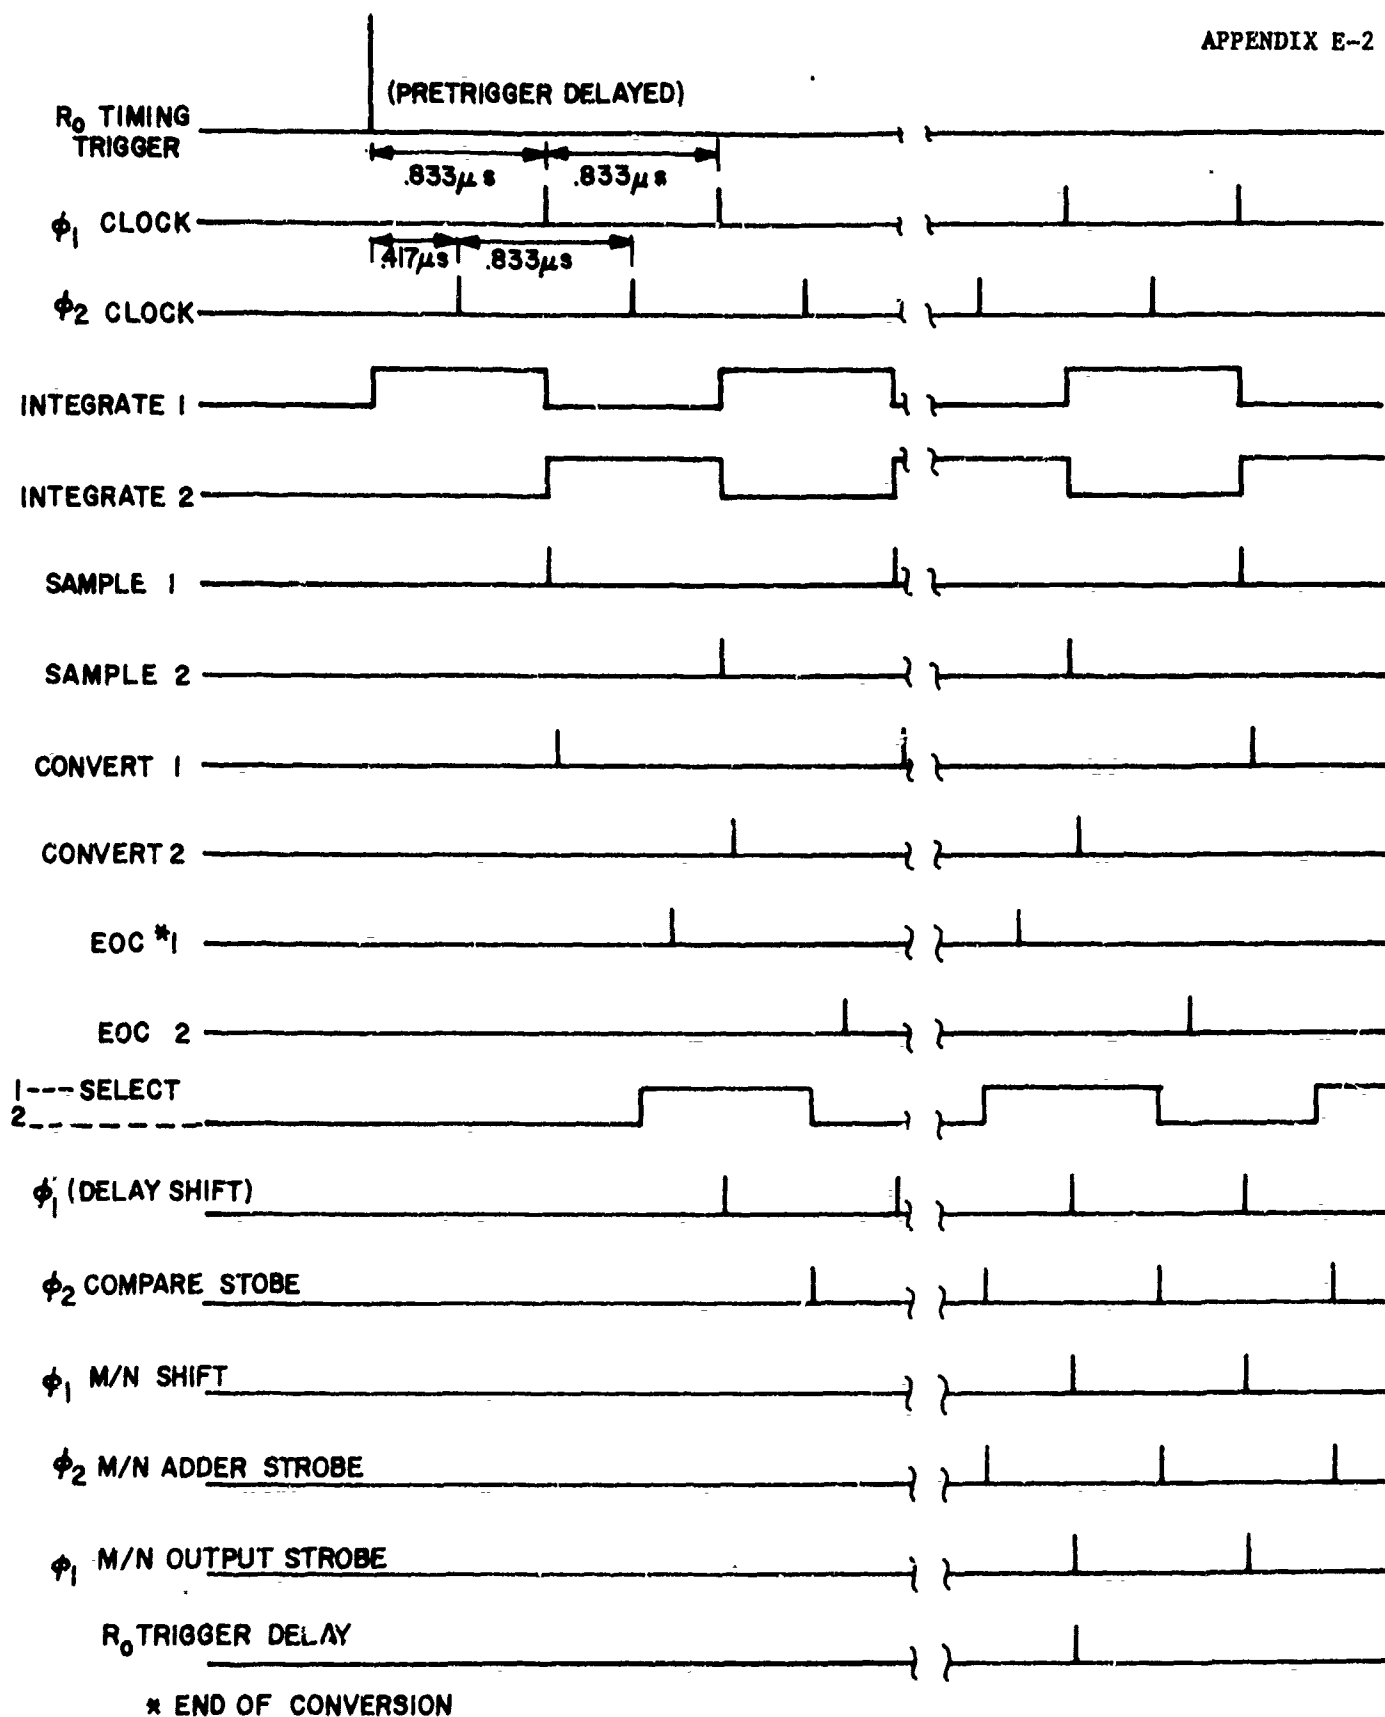 APPENDIX E-2
(PRETRIGGER DELAYED)
R₀ TIMING
TRIGGER
.833μs .833μs
ϕ₁ CLOCK
.417μs .833μs
ϕ₂ CLOCK
INTEGRATE 1
INTEGRATE 2
SAMPLE 1
SAMPLE 2
CONVERT 1
CONVERT 2
EOC *1
EOC 2
1---SELECT
2-------
ϕ₁' (DELAY SHIFT)
ϕ₂ COMPARE STOBE
ϕ₁ M/N SHIFT
ϕ₂ M/N ADDER STROBE
ϕ₁ M/N OUTPUT STROBE
R₀ TRIGGER DELAY
* END OF CONVERSION